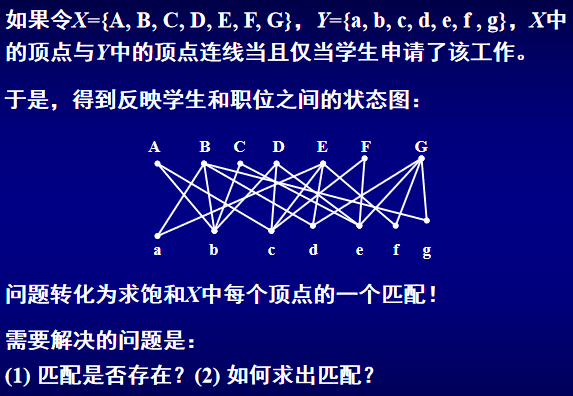 如果令X={A, B, C, D, E, F, G}，Y={a, b, c, d, e, f , g}，X中
的顶点与Y中的顶点连线当且仅当学生申请了该工作。
于是，得到反映学生和职位之间的状态图：
A B C D E F G
a b c d e f g
问题转化为求饱和X中每个顶点的一个匹配！
需要解决的问题是：
(1) 匹配是否存在？(2) 如何求出匹配？